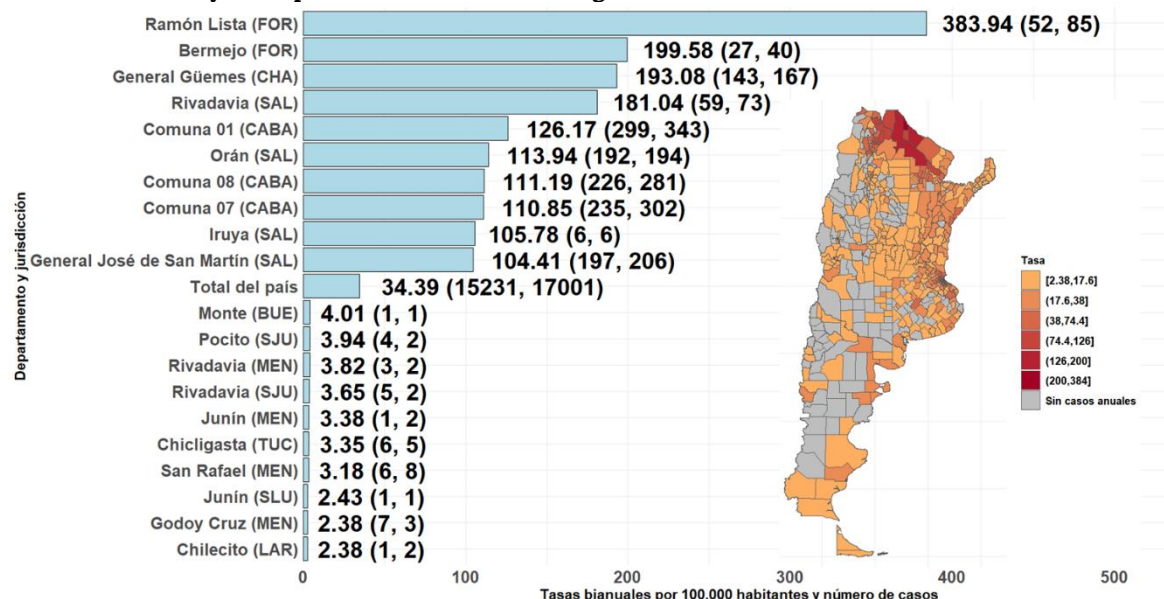 Ramón Lista (FOR) 383.94 (52, 85)
Bermejo (FOR) 199.58 (27, 40)
General Güemes (CHA) 193.08 (143, 167)
Rivadavia (SAL) 181.04 (59, 73)
Comuna 01 (CABA) 126.17 (299, 343)
Orán (SAL) 113.94 (192, 194)
Comuna 08 (CABA) 111.19 (226, 281)
Comuna 07 (CABA) 110.85 (235, 302)
Iruya (SAL) 105.78 (6, 6)
General José de San Martín (SAL) 104.41 (197, 206)
Total del país 34.39 (15231, 17001)
Monte (BUE) 4.01 (1, 1)
Pocito (SJU) 3.94 (4, 2)
Rivadavia (MEN) 3.82 (3, 2)
Rivadavia (SJU) 3.65 (5, 2)
Junín (MEN) 3.38 (1, 2)
Chicligasta (TUC) 3.35 (6, 5)
San Rafael (MEN) 3.18 (6, 8)
Junín (SLU) 2.43 (1, 1)
Godoy Cruz (MEN) 2.38 (7, 3)
Chilecito (LAR) 2.38 (1, 2)
Departamento y jurisdicción
0 100 200 300 400 500
Tasas bianuales por 100.000 habitantes y número de casos
Tasa
[2.38,17.6]
(17.6,38]
(38,74.4]
(74.4,126]
(126,200]
(200,384]
Sin casos anuales